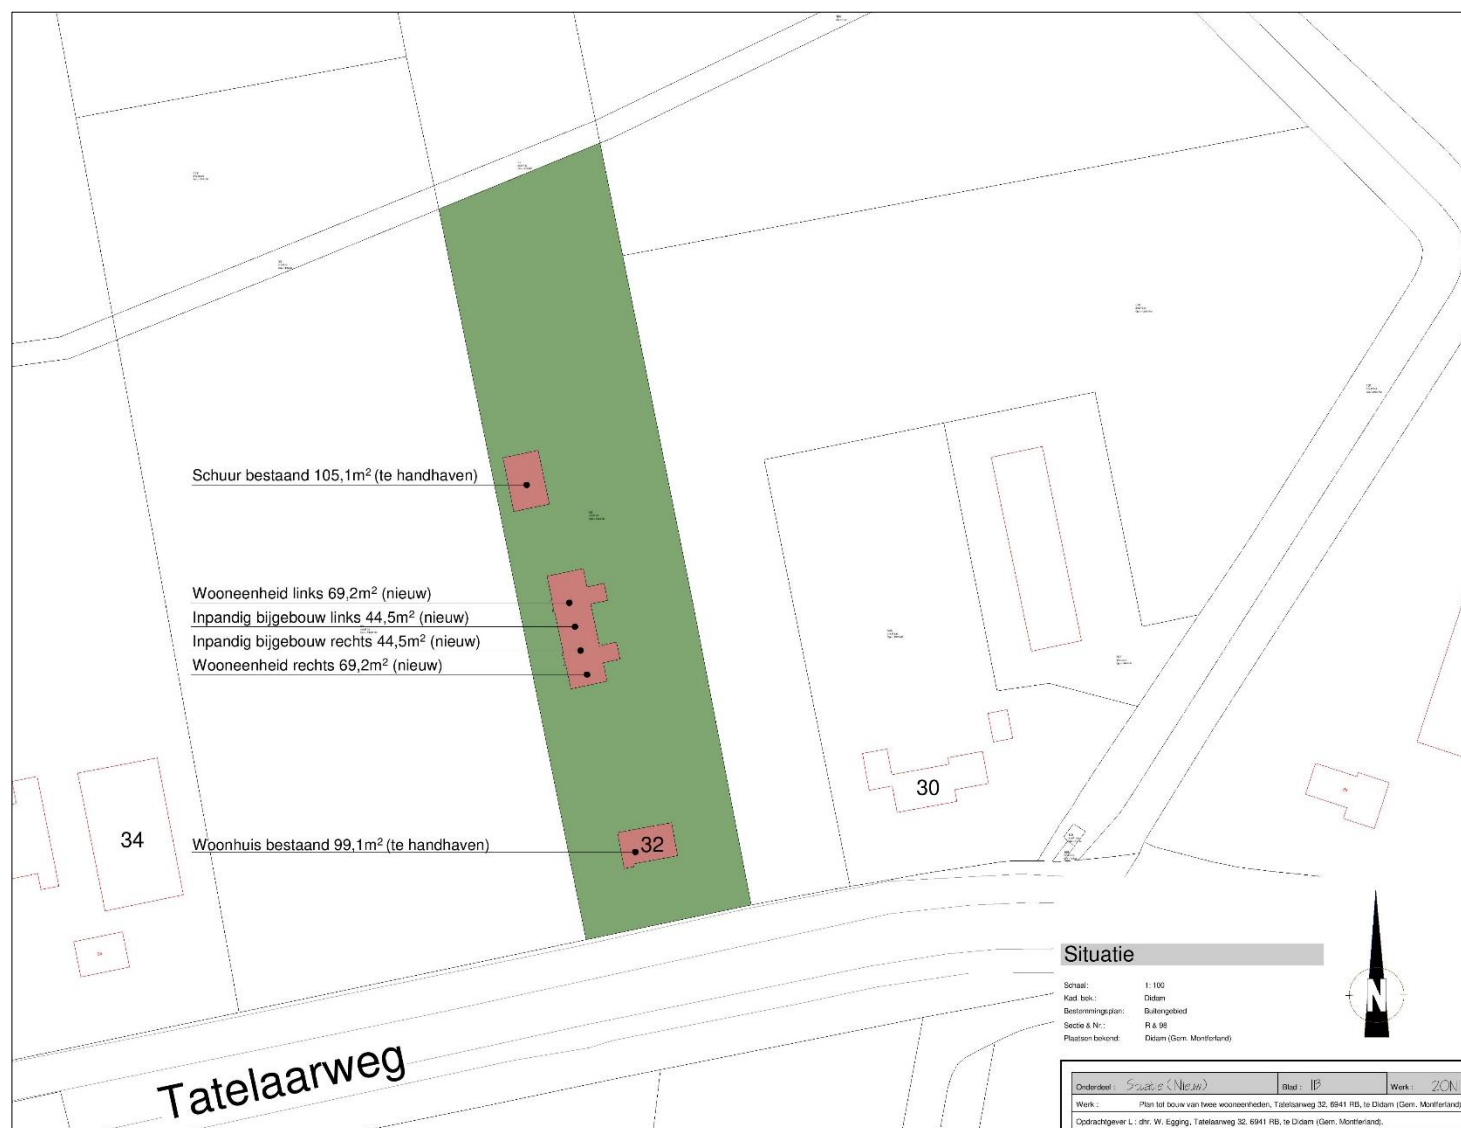 Schuur bestaand 105,1m² (te handhaven)
Wooneenheid links 69,2m² (nieuw)
Inpandig bijgebouw links 44,5m² (nieuw)
Inpandig bijgebouw rechts 44,5m² (nieuw)
Wooneenheid rechts 69,2m² (nieuw)
30
34
Woonhuis bestaand 99,1m² (te handhaven)
32
Tatelaarweg
Situatie
Schaal: 1: 100
Kad. bek.: Didam
Bestemmingsplan: Buitengebied
Sectie & Nr.: R & 98
Plaatsen bekend: Didam (Gem. Montferland)
N
Onderdeel : Situatie (Nieuw) Blad : 1B Werk : ZON
Werk : Plan tot bouw van twee wooneenheden, Tatelaarweg 32, 6941 RB, te Didam (Gem. Montferland)
Opdrachtgever L : dhr. W. Egging, Tatelaarweg 32, 6941 RB, te Didam (Gem. Montferland).